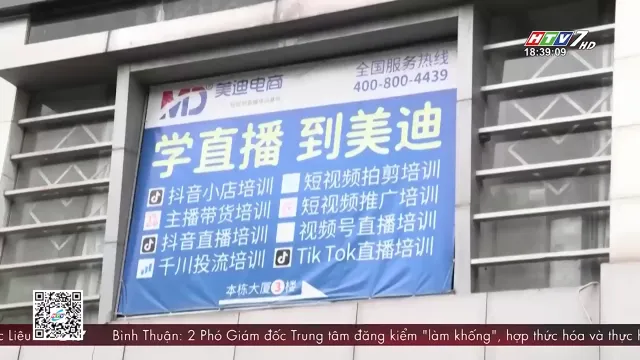 HTV7HD
18:39:09
MD 美迪电商
全国服务热线
400-800-4439
学直播 到美迪
抖音小店培训 短视频拍剪培训
主播带货培训 短视频推广培训
抖音直播培训 视频号直播培训
千川投流培训 TikTok直播培训
本栋大厦3楼
c Liêu Bình Thuận: 2 Phó Giám đốc Trung tâm đăng kiểm "làm khống", hợp thức hóa và thực h